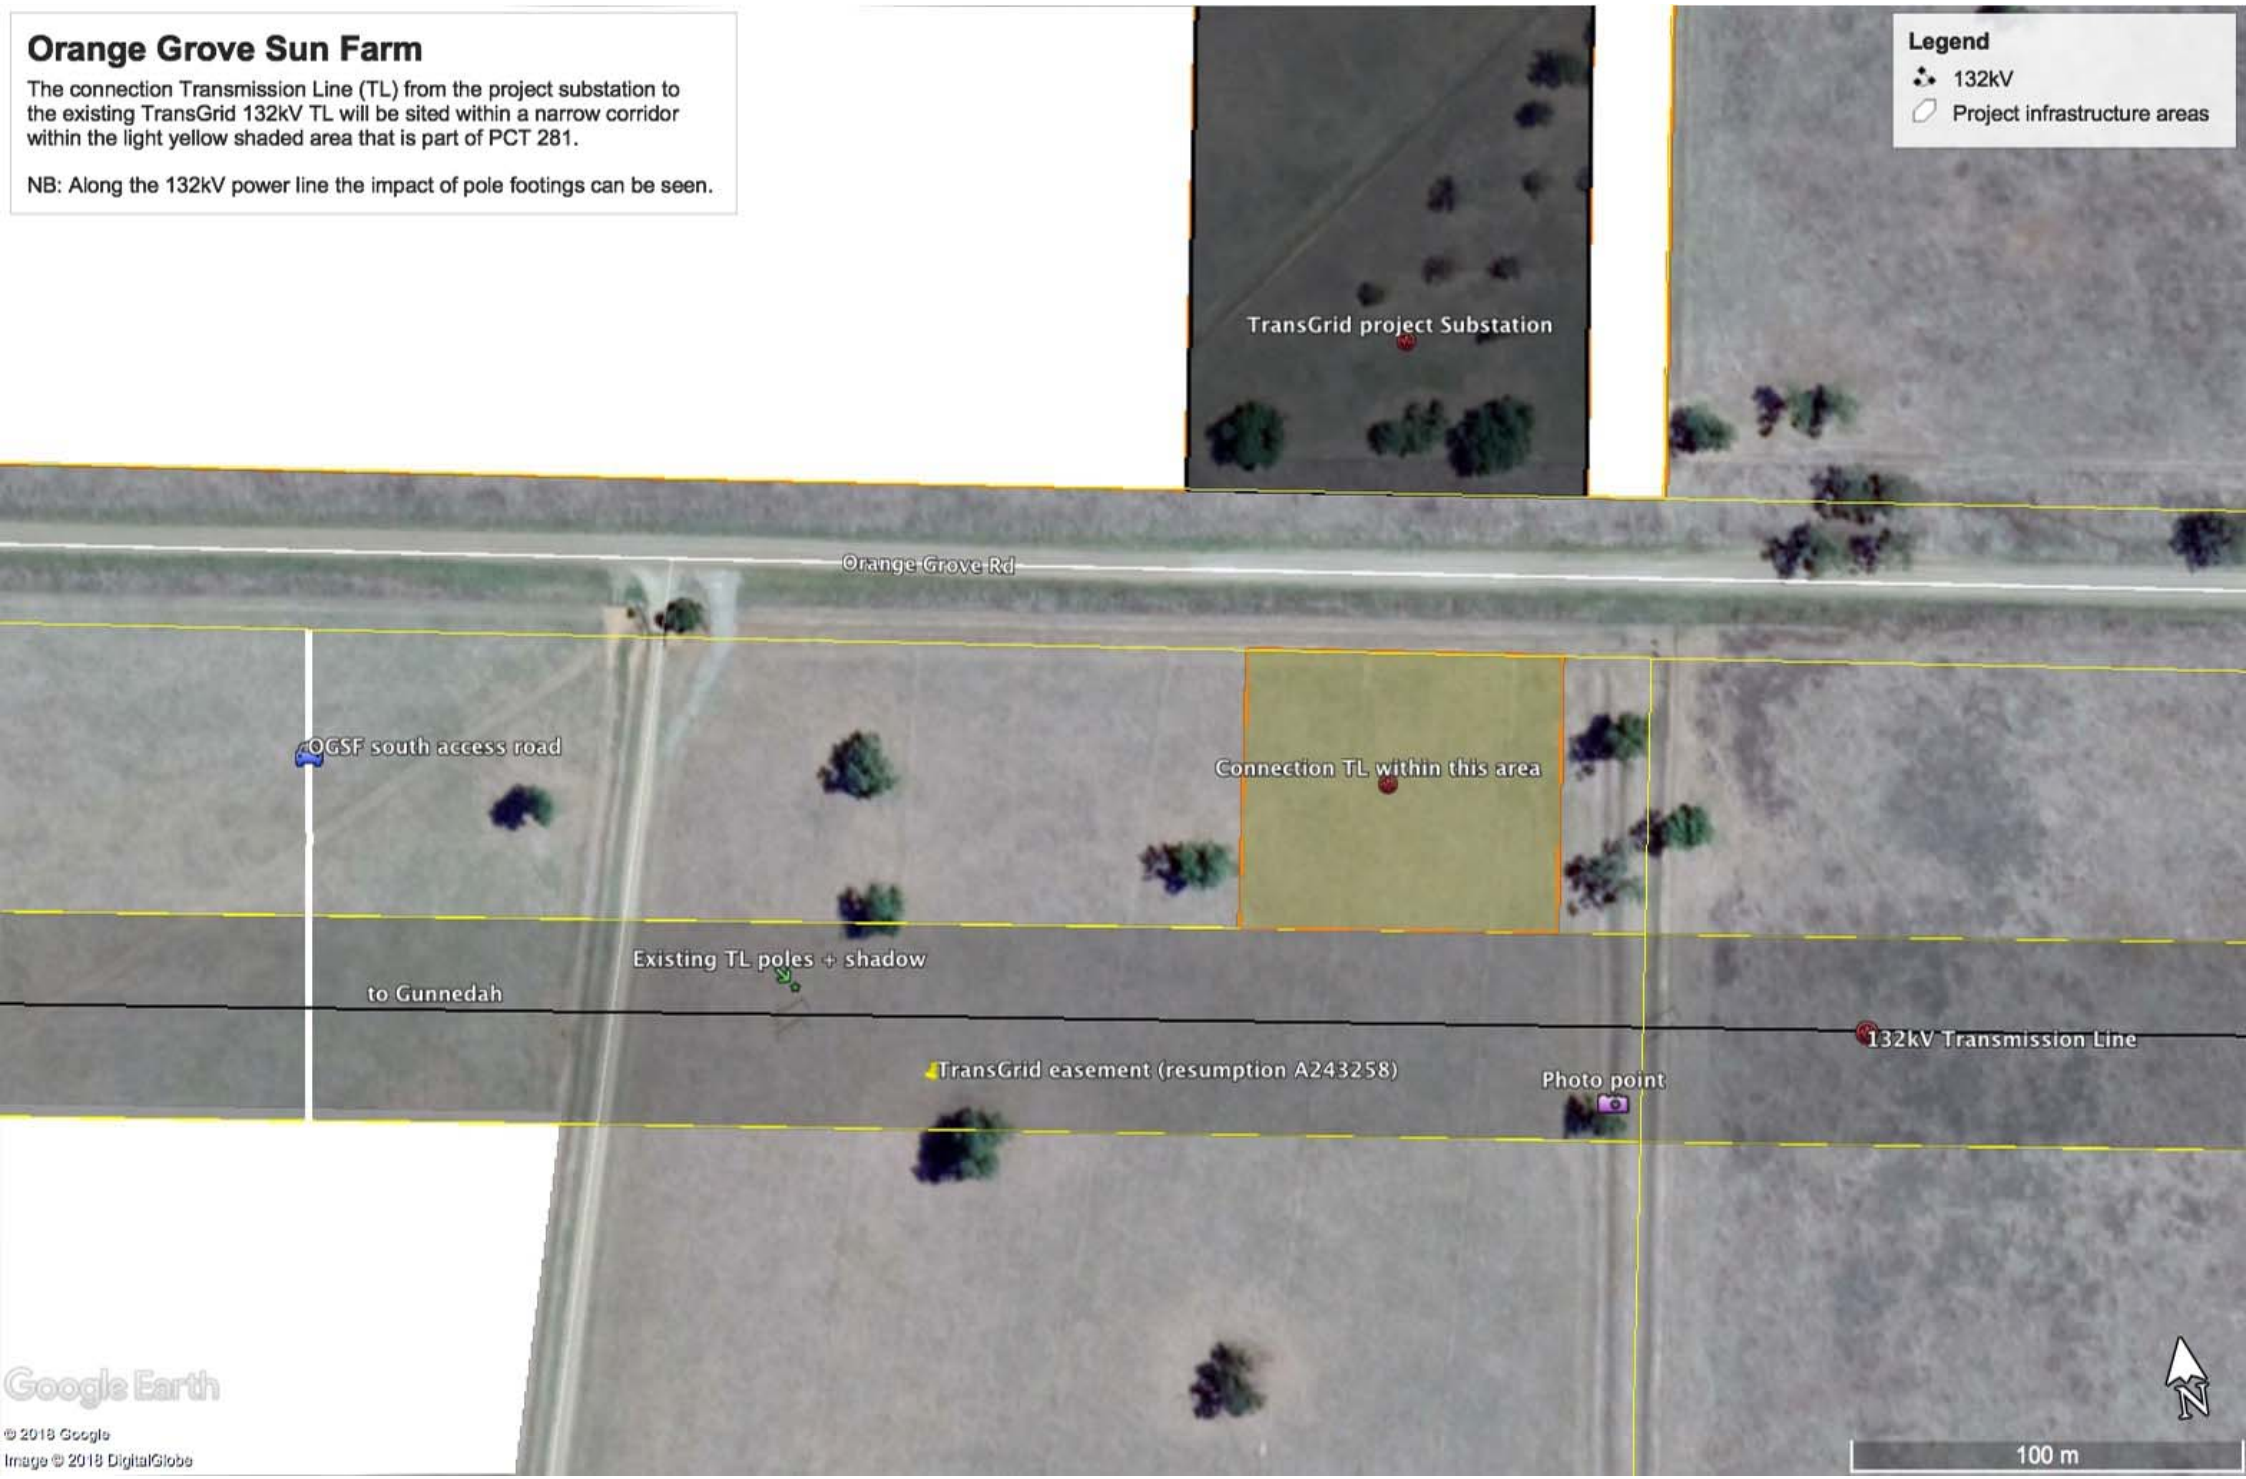 Orange Grove Sun Farm
The connection Transmission Line (TL) from the project substation to
the existing TransGrid 132kV TL will be sited within a narrow corridor
within the light yellow shaded area that is part of PCT 281.
NB: Along the 132kV power line the impact of pole footings can be seen.
Legend
132kV
Project infrastructure areas
TransGrid project Substation
Orange Grove Rd
OGSF south access road
Connection TL within this area
Existing TL poles + shadow
to Gunnedah
132kV Transmission Line
TransGrid easement (resumption A243258)
Photo point
N
Google Earth
© 2018 Google
Image © 2018 DigitalGlobe
100 m